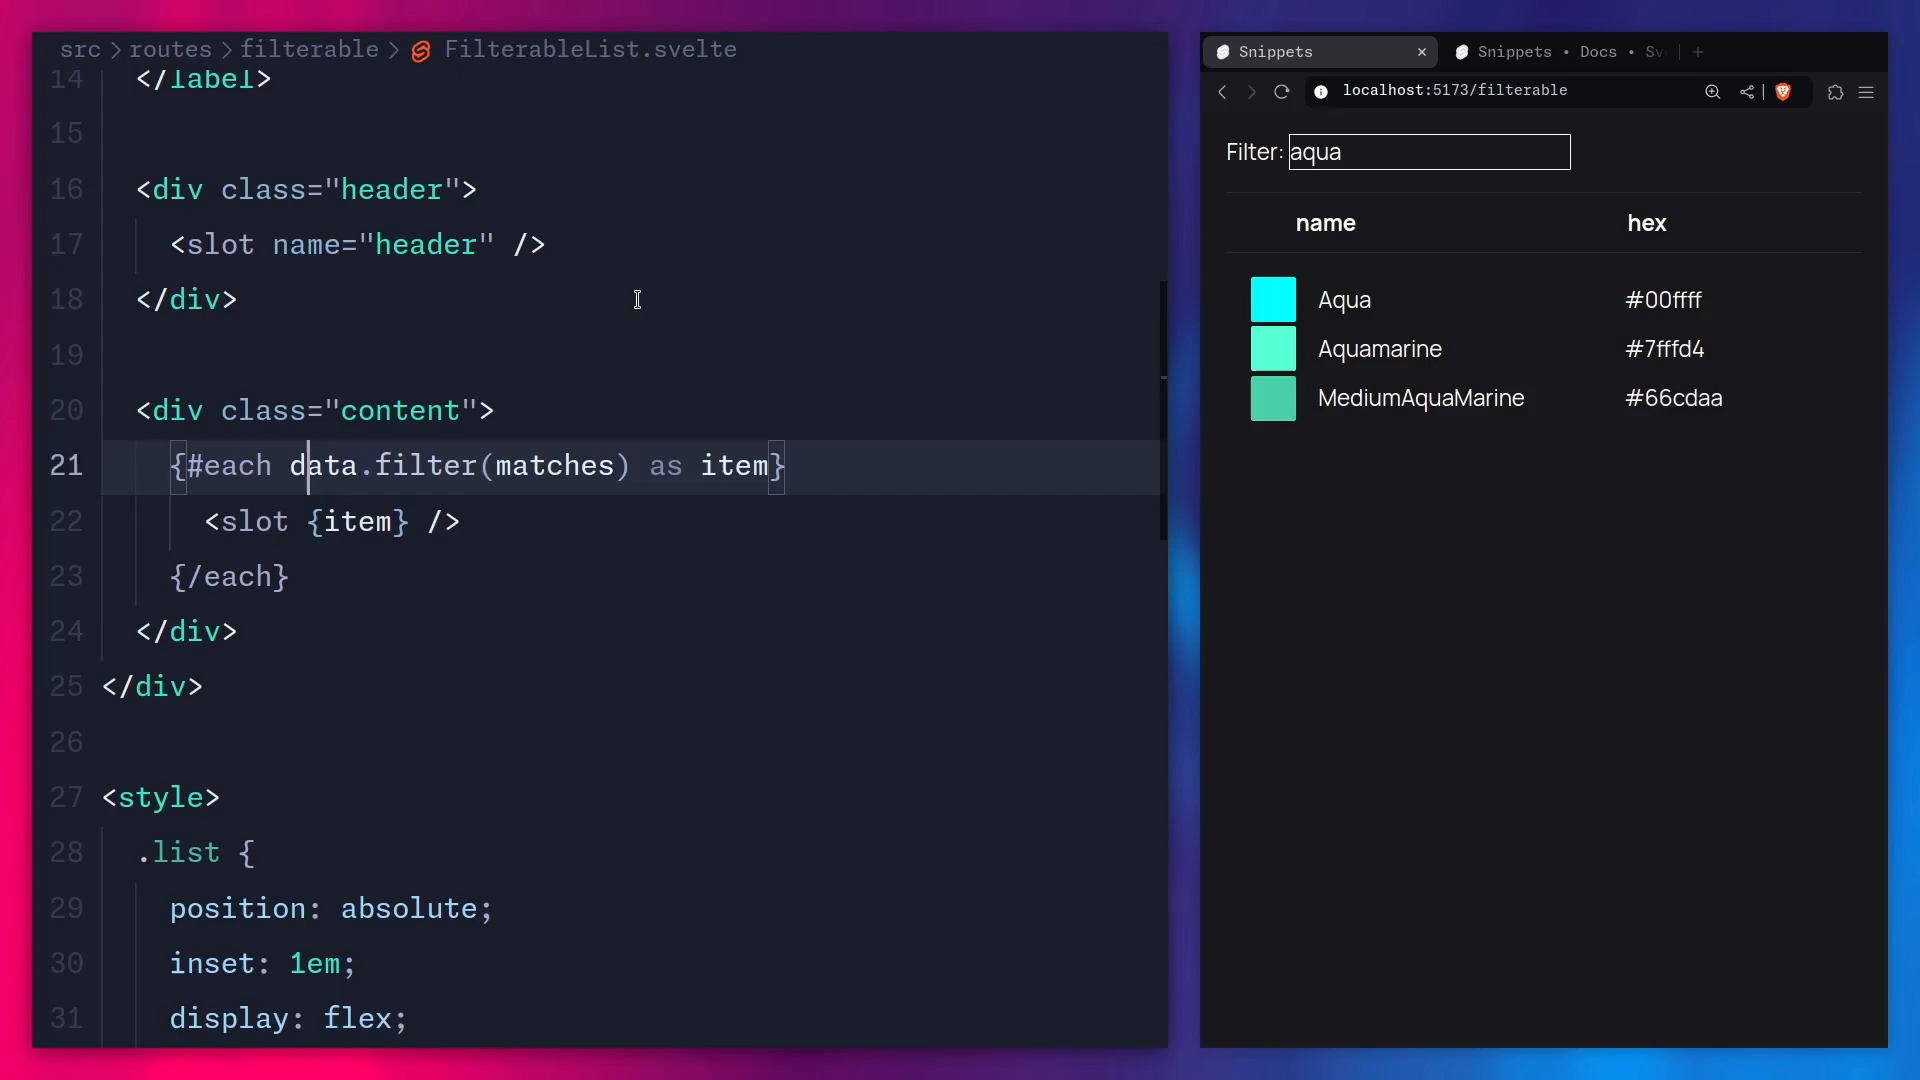 src > routes > filterable > FilterableList.svelte
14 </label>
15
16 <div class="header">
17 <slot name="header" />
18 </div>
19
20 <div class="content">
21 {#each data.filter(matches) as item}
22 <slot {item} />
23 {/each}
24 </div>
25 </div>
26
27 <style>
28 .list {
29 position: absolute;
30 inset: 1em;
31 display: flex;
Snippets × Snippets • Docs • Sv +
localhost:5173/filterable
Filter: aqua
name hex
Aqua #00ffff
Aquamarine #7fffd4
MediumAquaMarine #66cdaa